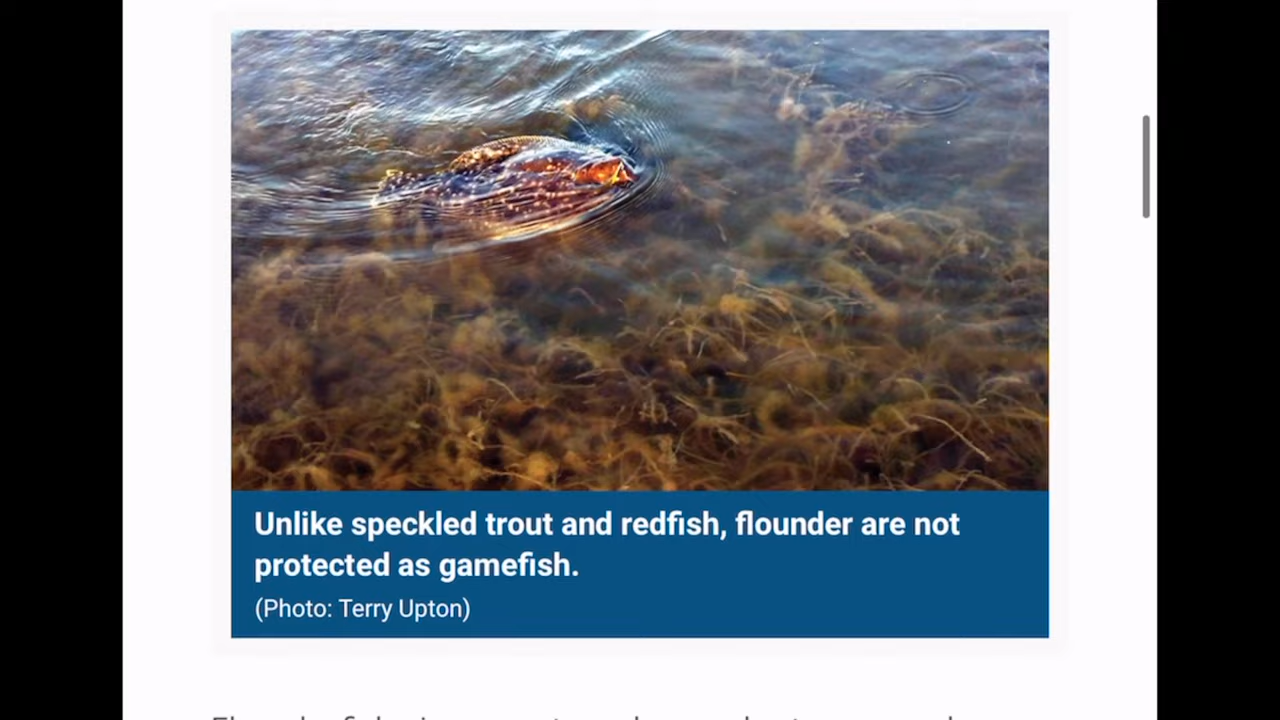 Unlike speckled trout and redfish, flounder are not
protected as gamefish.
(Photo: Terry Upton)